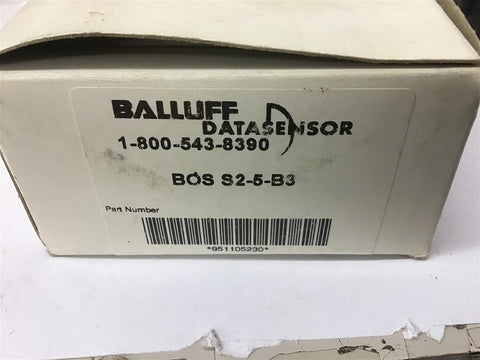 BALLUFF
DATASENSOR
1-800-543-8390
BOS S2-5-B3
Part Number
*951105230*